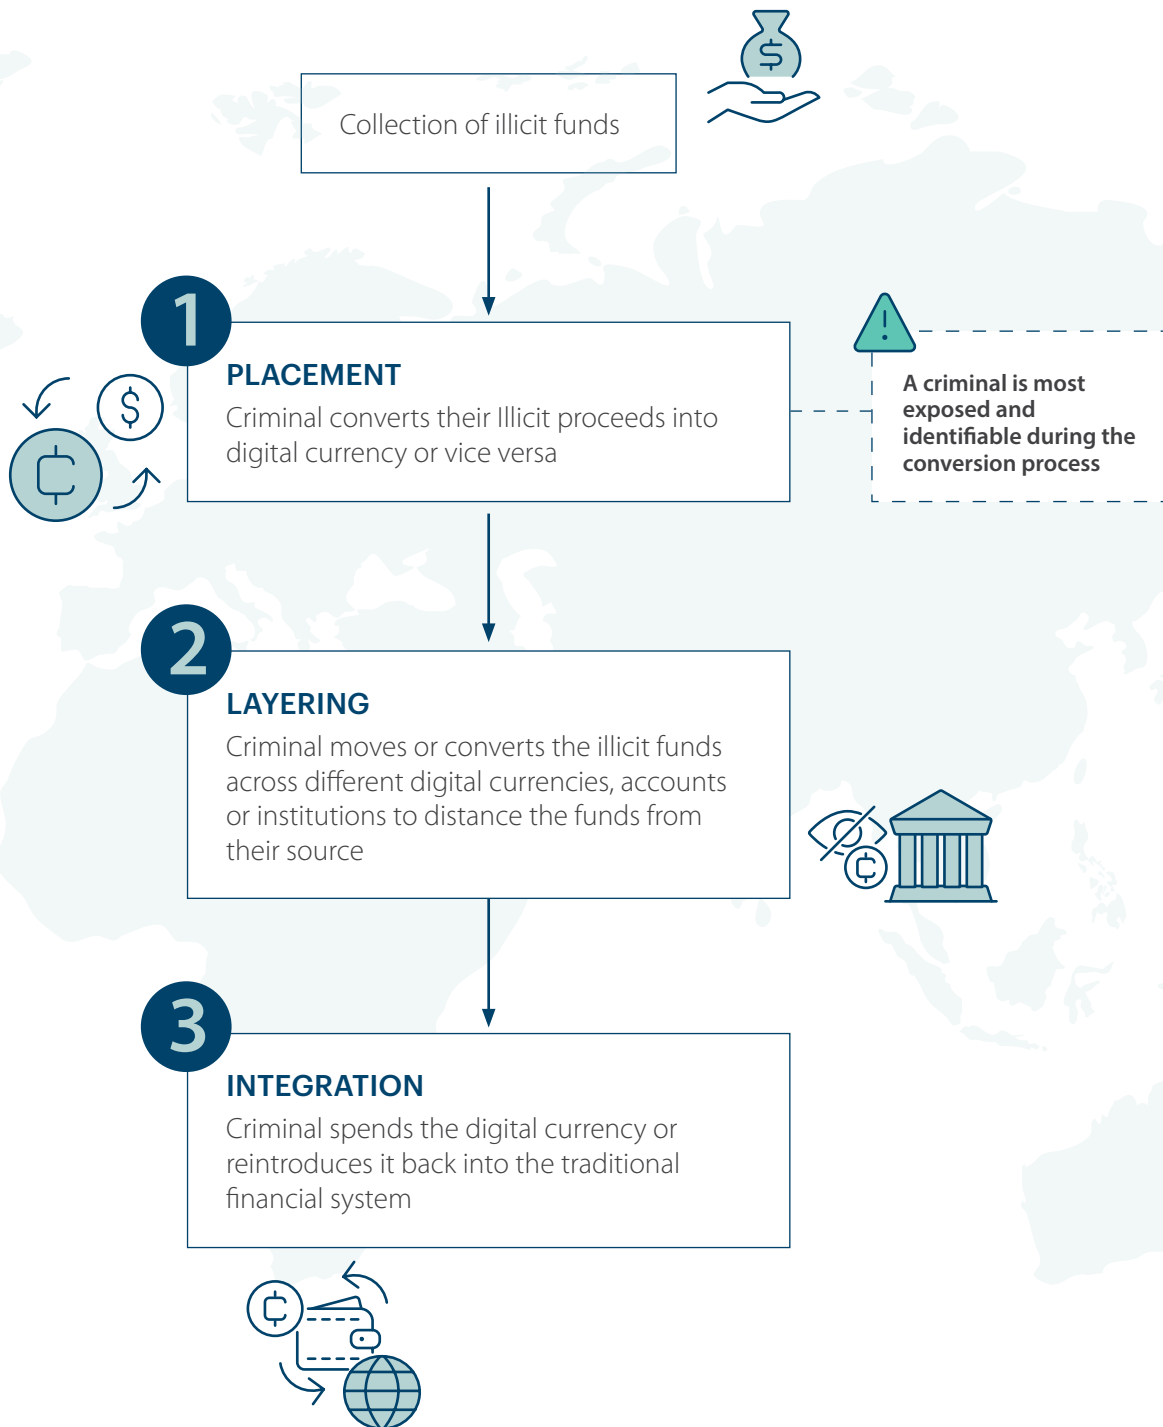 Collection of illicit funds
1
PLACEMENT
Criminal converts their Illicit proceeds into
digital currency or vice versa
A criminal is most
exposed and
identifiable during the
conversion process
2
LAYERING
Criminal moves or converts the illicit funds
across different digital currencies, accounts
or institutions to distance the funds from
their source
3
INTEGRATION
Criminal spends the digital currency or
reintroduces it back into the traditional
financial system